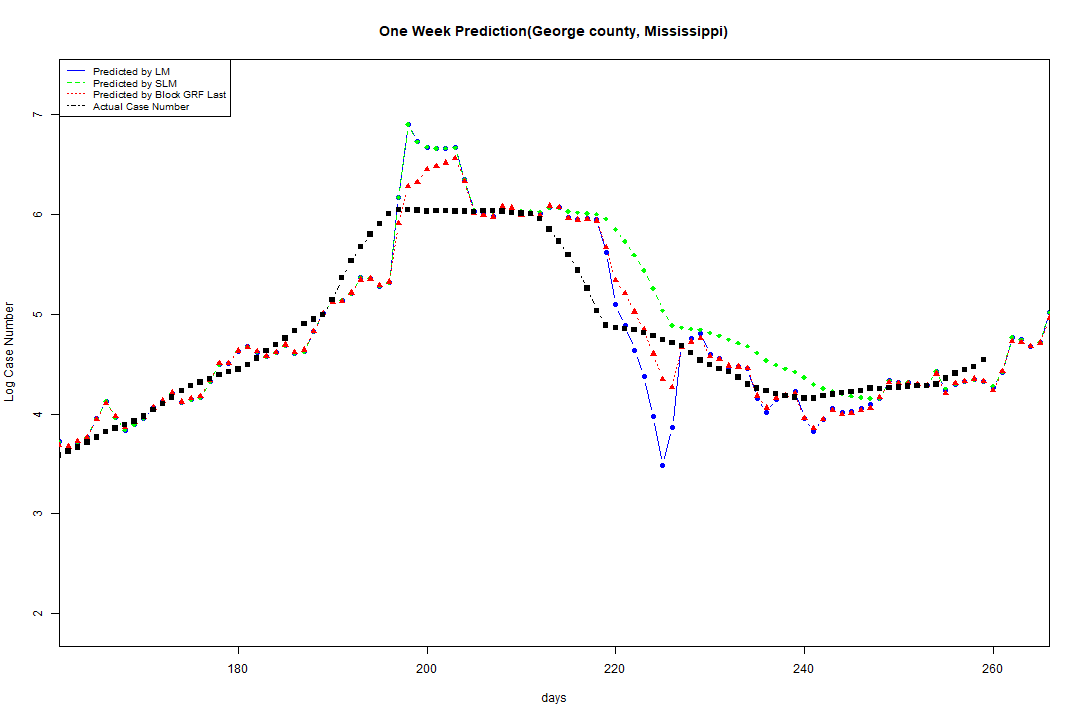 One Week Prediction(George county, Mississippi)
Predicted by LM
Predicted by SLM
Predicted by Block GRF Last
Actual Case Number
7
6
5
4
3
2
Log Case Number
180 200 220 240 260
days